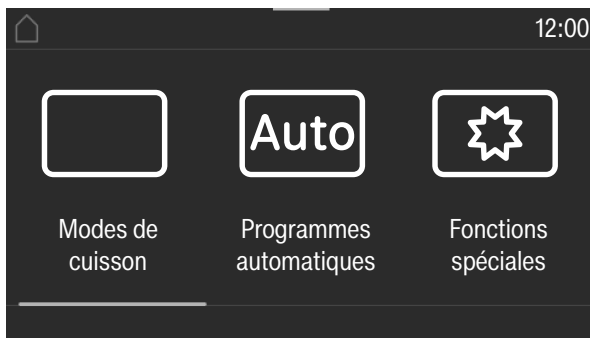 12:00
Auto
Modes de
cuisson
Programmes
automatiques
Fonctions
spéciales